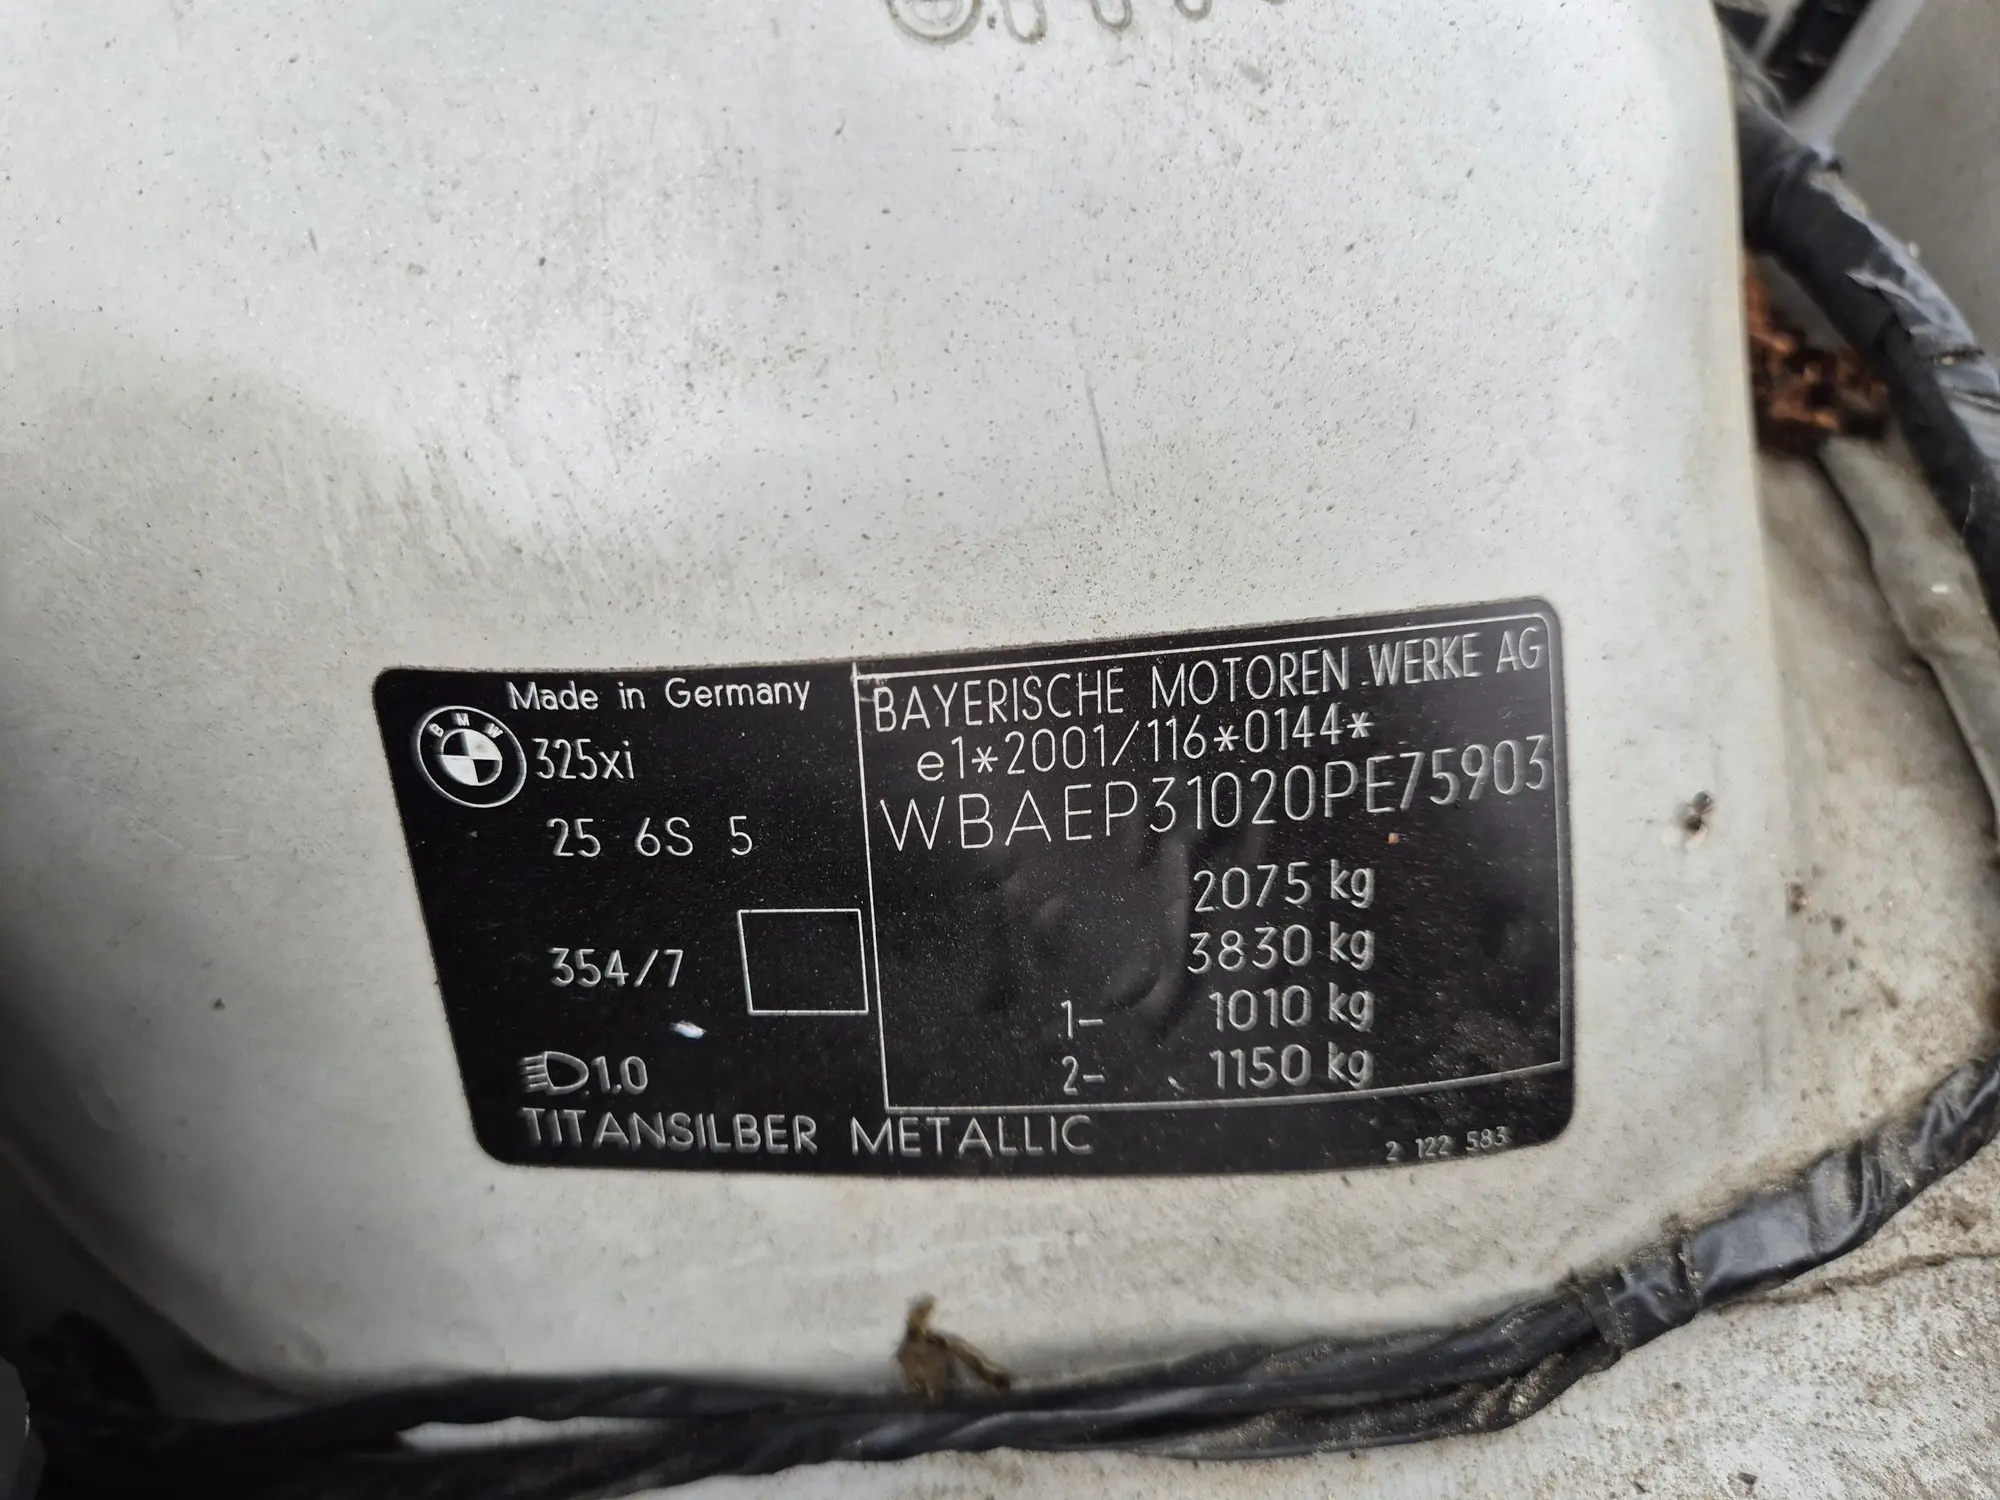 Made in Germany
BMW
325xi
25 6S 5
354/7
1.0
TITANSILBER METALLIC
BAYERISCHE MOTOREN WERKE AG
e1*2001/116*0144*
WBAEP31020PE75903
2075 kg
3830 kg
1- 1010 kg
2- 1150 kg
2 122 583